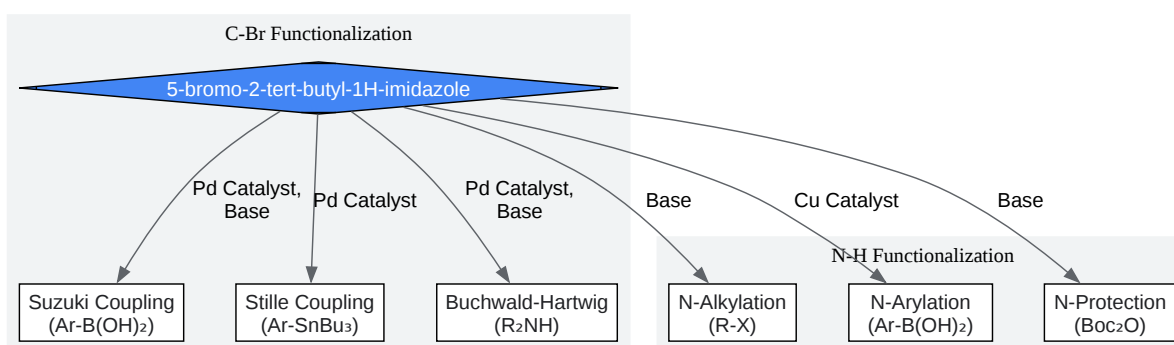 C-Br Functionalization
5-bromo-2-tert-butyl-1H-imidazole
Pd Catalyst,
Base
Pd Catalyst
Pd Catalyst,
Base
Base
Cu Catalyst
Base
N-H Functionalization
Suzuki Coupling
(Ar-B(OH)₂)
Stille Coupling
(Ar-SnBu₃)
Buchwald-Hartwig
(R₂NH)
N-Alkylation
(R-X)
N-Arylation
(Ar-B(OH)₂)
N-Protection
(Boc₂O)